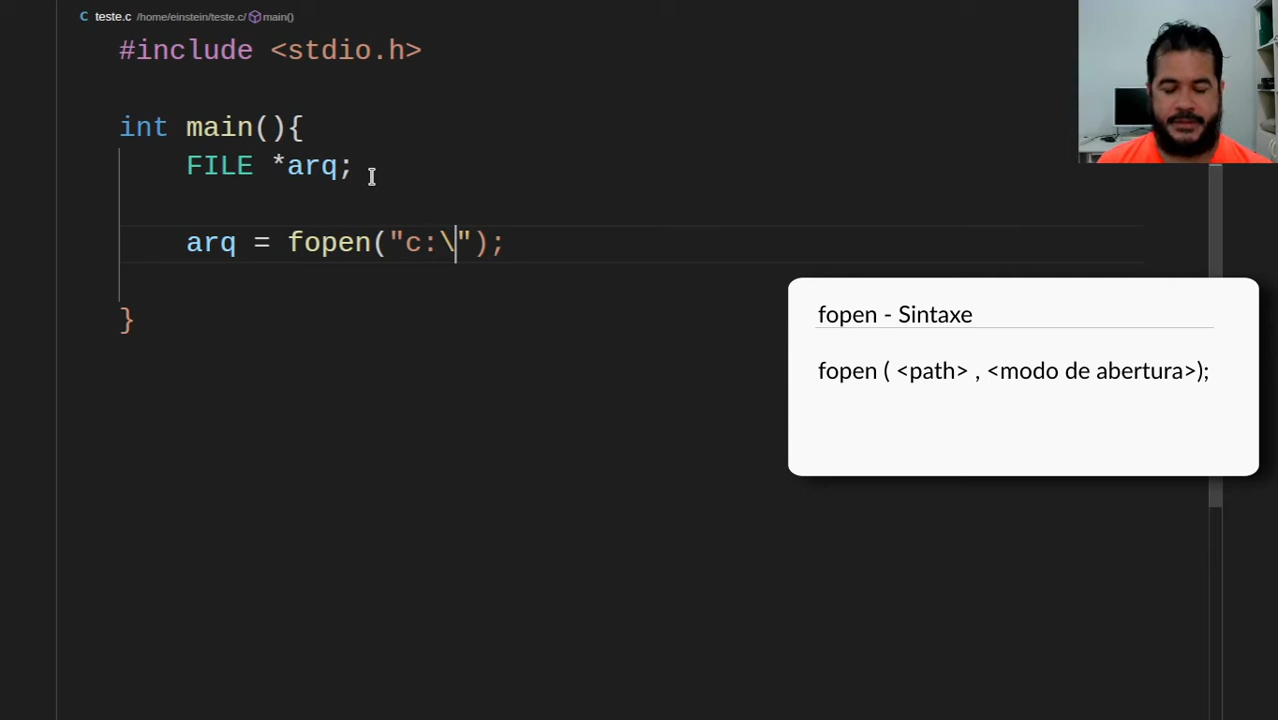 C teste.c /home/einstein/teste.c/ main()
#include <stdio.h>
int main(){
FILE *arq;
arq = fopen("c:\");
}
fopen - Sintaxe
fopen ( <path> , <modo de abertura>);